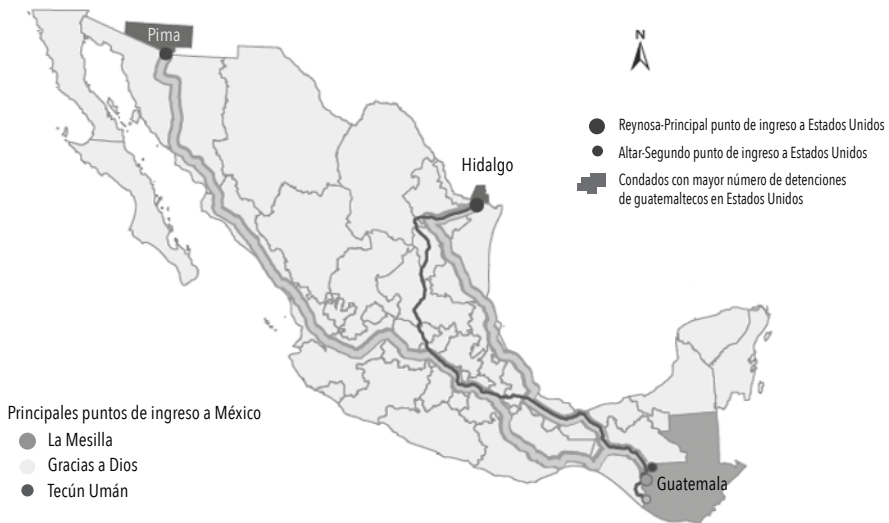 Pima
N
Reynosa-Principal punto de ingreso a Estados Unidos
Altar-Segundo punto de ingreso a Estados Unidos
Hidalgo
Condados con mayor número de detenciones
de guatemaltecos en Estados Unidos
Principales puntos de ingreso a México
La Mesilla
Gracias a Dios
Tecún Umán
Guatemala